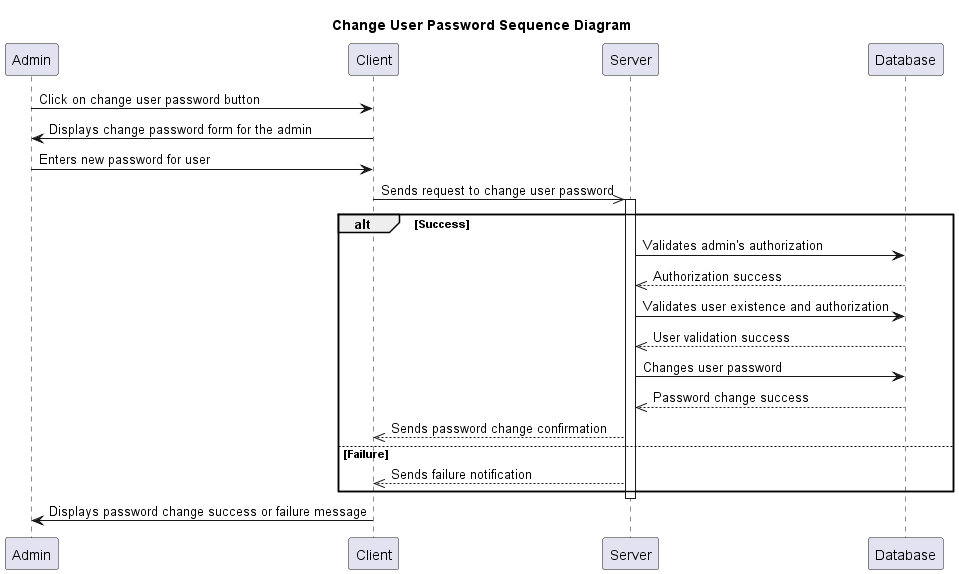 Change User Password Sequence Diagram
Admin Client Server Database
Click on change user password button
Displays change password form for the admin
Enters new password for user
Sends request to change user password
alt [Success]
Validates admin's authorization
Authorization success
Validates user existence and authorization
User validation success
Changes user password
Password change success
Sends password change confirmation
[Failure]
Sends failure notification
Displays password change success or failure message
Admin Client Server Database